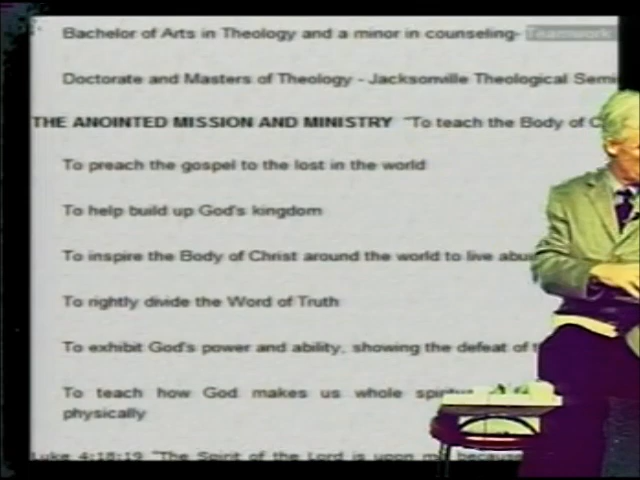 Bachelor of Arts in Theology and a minor in counseling- Teamwork
Doctorate and Masters of Theology - Jacksonville Theological Semi
THE ANOINTED MISSION AND MINISTRY "To teach the Body of C
To preach the gospel to the lost in the world
To help build up God's kingdom
To inspire the Body of Christ around the world to live abu
To rightly divide the Word of Truth
To exhibit God's power and ability, showing the defeat of
To teach how God makes us whole
physically
Luke 4:18:19 "The Spirit of the Lord is upon me because